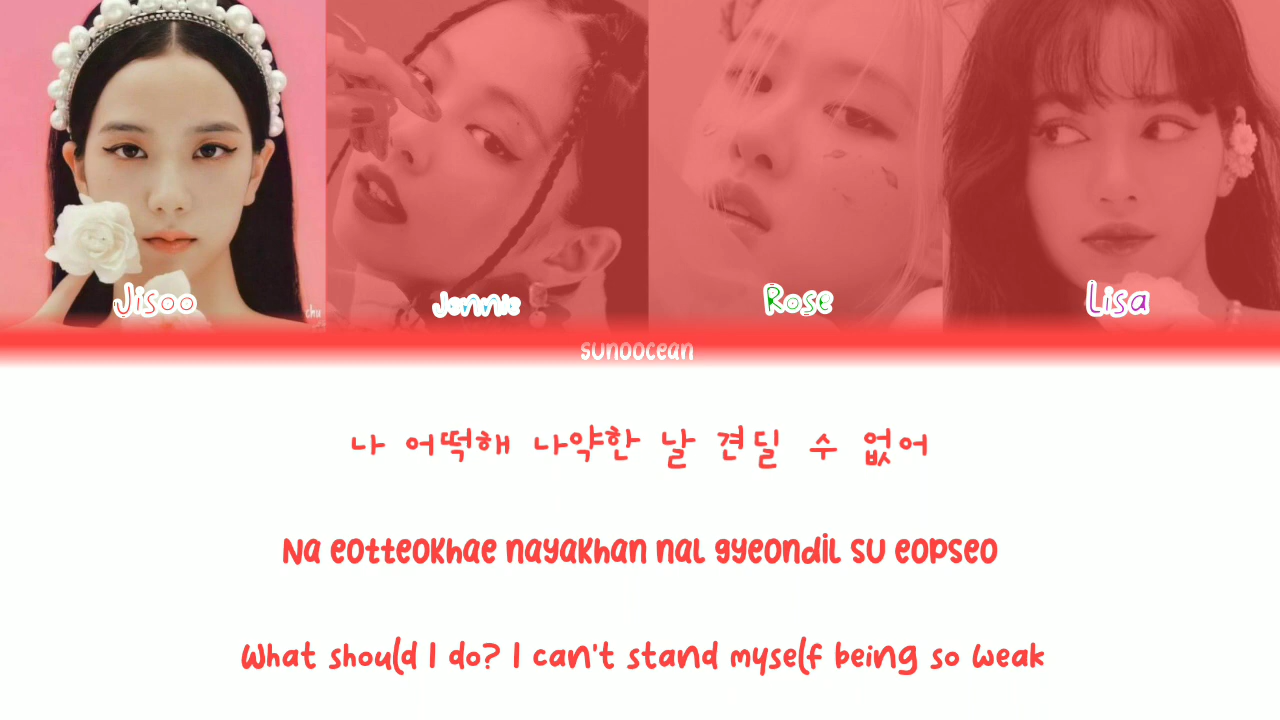 Jisoo Jennie Rose Lisa
chu
sunoocean
나 어떡해 나약한 날 견딜 수 없어
Na eotteokhae nayakhan nal gyeondil su eopseo
What should I do? I can't stand myself being so weak